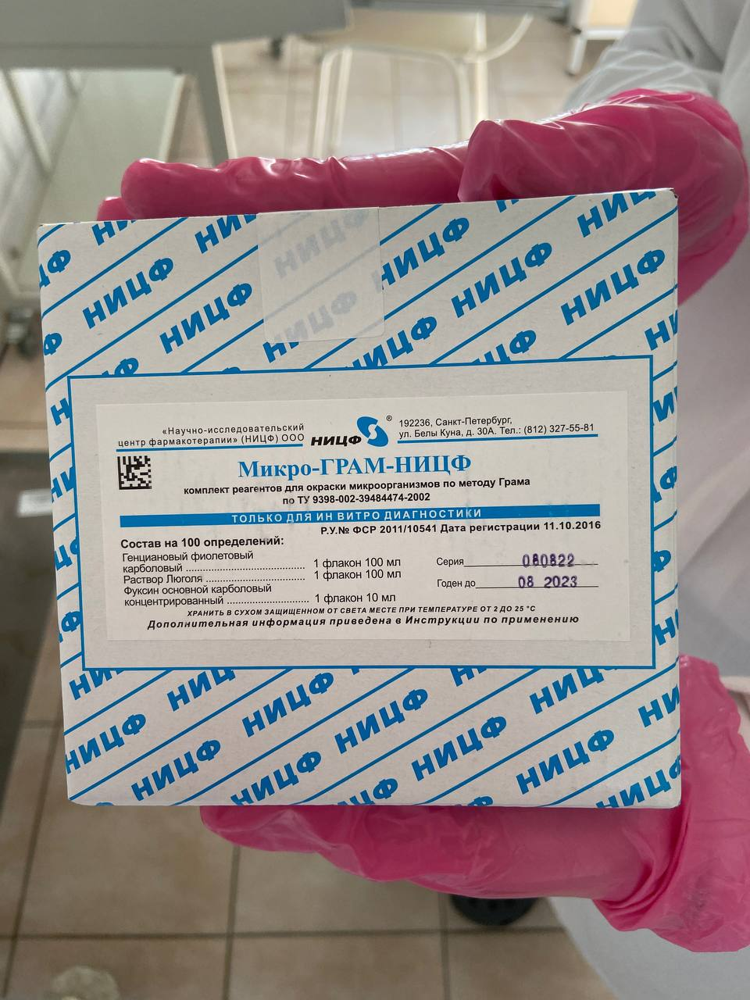 НИЦФ
НИЦФ
НИЦФ
НИЦФ
НИЦФ
НИЦФ
НИЦФ
НИЦФ
НИЦФ
НИЦФ
«Научно-исследовательский
центр фармакотерапии» (НИЦФ) ООО
НИЦФ ®
192236, Санкт-Петербург,
ул. Белы Куна, д. 30А. Тел.: (812) 327-55-81
Микро-ГРАМ-НИЦФ
комплект реагентов для окраски микроорганизмов по методу Грама
по ТУ 9398-002-39484474-2002
ТОЛЬКО ДЛЯ ИН ВИТРО ДИАГНОСТИКИ
Р.У.№ ФСР 2011/10541 Дата регистрации 11.10.2016
Состав на 100 определений:
Генциановый фиолетовый
карболовый ........ 1 флакон 100 мл
Раствор Люголя ........ 1 флакон 100 мл
Фуксин основной карболовый
концентрированный ........ 1 флакон 10 мл
Серия 080822
Годен до 08 2023
ХРАНИТЬ В СУХОМ ЗАЩИЩЕННОМ ОТ СВЕТА МЕСТЕ ПРИ ТЕМПЕРАТУРЕ ОТ 2 ДО 25 °С
Дополнительная информация приведена в Инструкции по применению
НИЦФ
НИЦФ
НИЦФ
НИЦФ
НИЦФ
НИЦФ
НИЦФ
НИЦФ